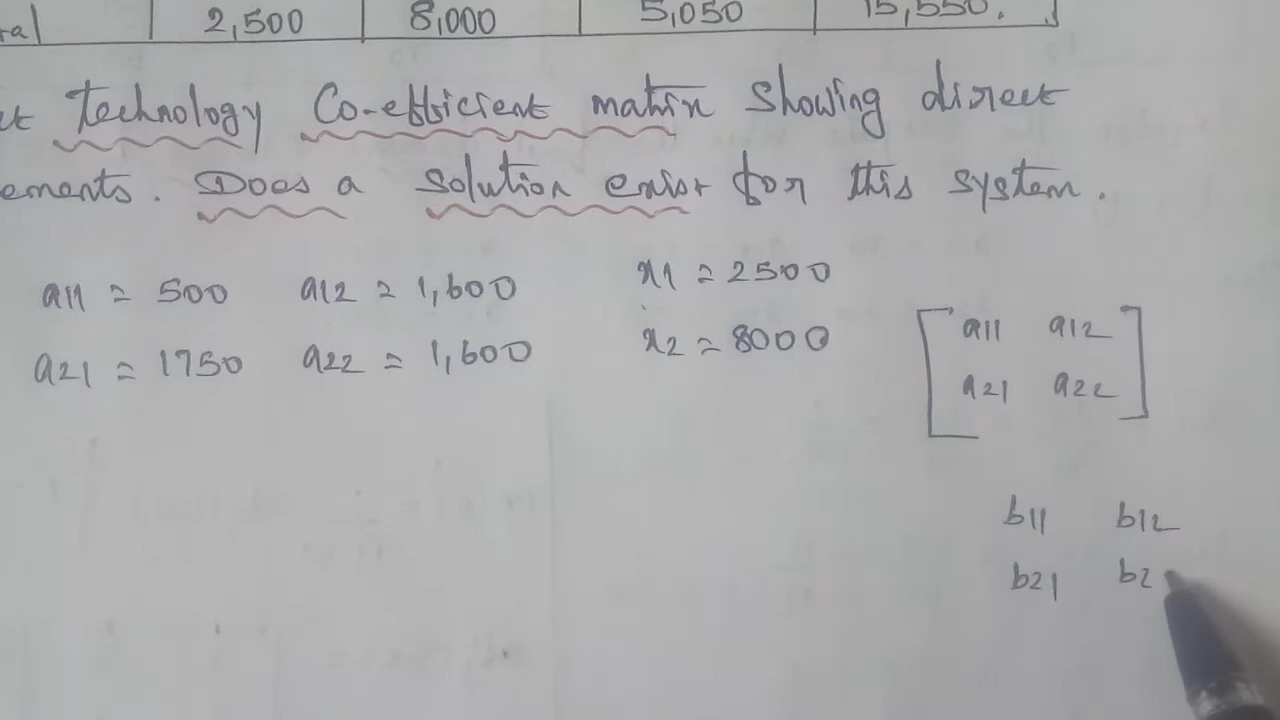 2,500 8,000 5,050 15,550.
Technology Co-efficient matrix showing direct
ements. Does a solution exist for this system.
a11 = 500 a12 = 1,600 x1 = 2500
a21 = 1750 a22 = 1,600 x2 = 8000
a11 a12
a21 a22
b11 b12
b21 b2